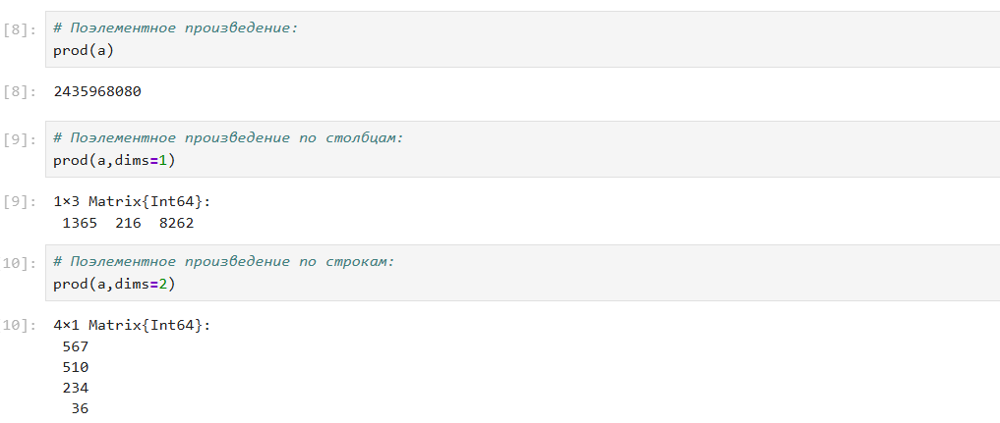 [8]: # Поэлементное произведение:
prod(a)
[8]: 2435968080
[9]: # Поэлементное произведение по столбцам:
prod(a,dims=1)
[9]: 1×3 Matrix{Int64}:
1365 216 8262
10]: # Поэлементное произведение по строкам:
prod(a,dims=2)
10]: 4×1 Matrix{Int64}:
567
510
234
36